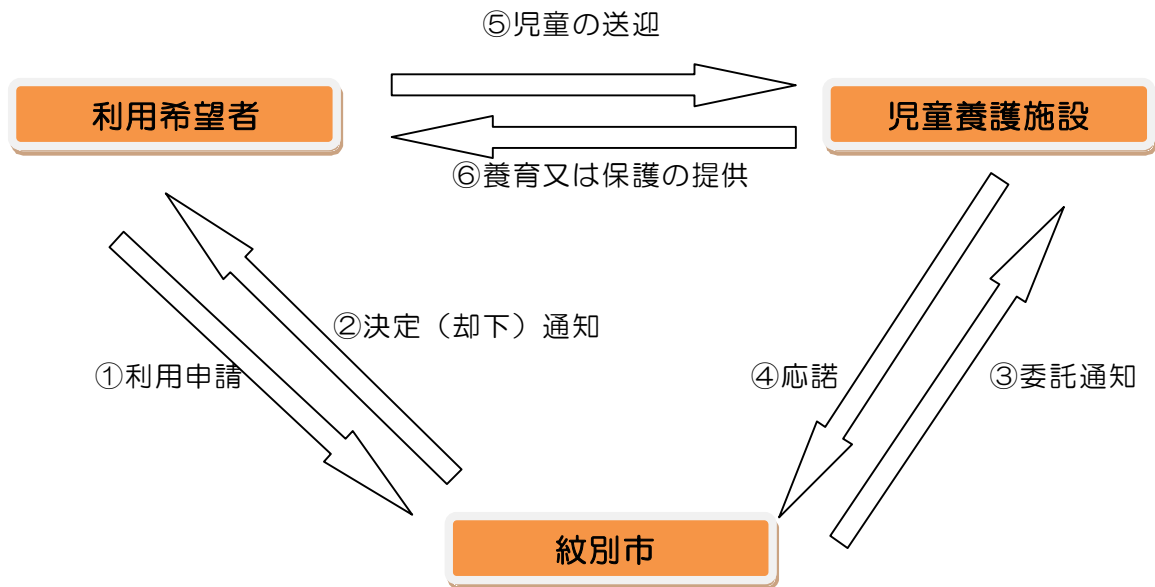 ⑤児童の送迎
利用希望者
児童養護施設
⑥養育又は保護の提供
②決定（却下）通知
①利用申請
④応諾
③委託通知
紋別市